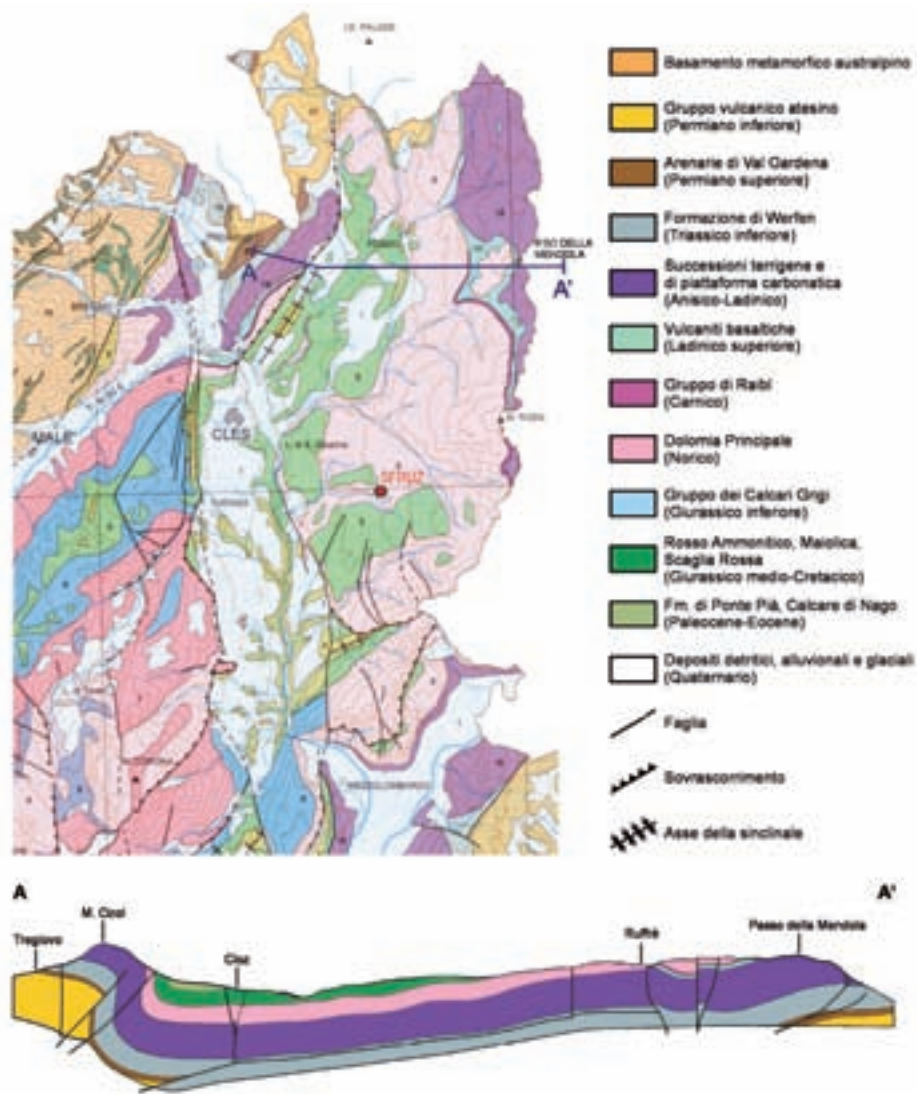 A
A'
MALE'
CLES
SFRUZ
Basamento metamorfico australpino
Gruppo vulcanico atesino
(Permiano inferiore)
Arenarie di Val Gardena
(Permiano superiore)
Formazione di Werfen
(Triassico inferiore)
Successioni terrigene e
di piattaforma carbonatica
(Anisico-Ladinico)
Vulcaniti basaltiche
(Ladinico superiore)
Gruppo di Raibl
(Carnico)
Dolomia Principale
(Norico)
Gruppo dei Calcari Grigi
(Giurassico inferiore)
Rosso Ammonitico, Maiolica,
Scaglia Rossa
(Giurassico medio-Cretacico)
Fm. di Ponte Pià, Calcare di Nago
(Paleocene-Eocene)
Depositi detritici, alluvionali e glaciali
(Quaternario)
Faglia
Sovrascorrimento
Asse della sinclinale
A
A'
M. Ozol
Tregiovo
Cloz
Ruffrè
Passo della Mendola